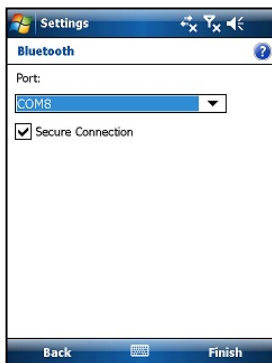 Settings
Bluetooth
Port:
COM8
Secure Connection
Back Finish